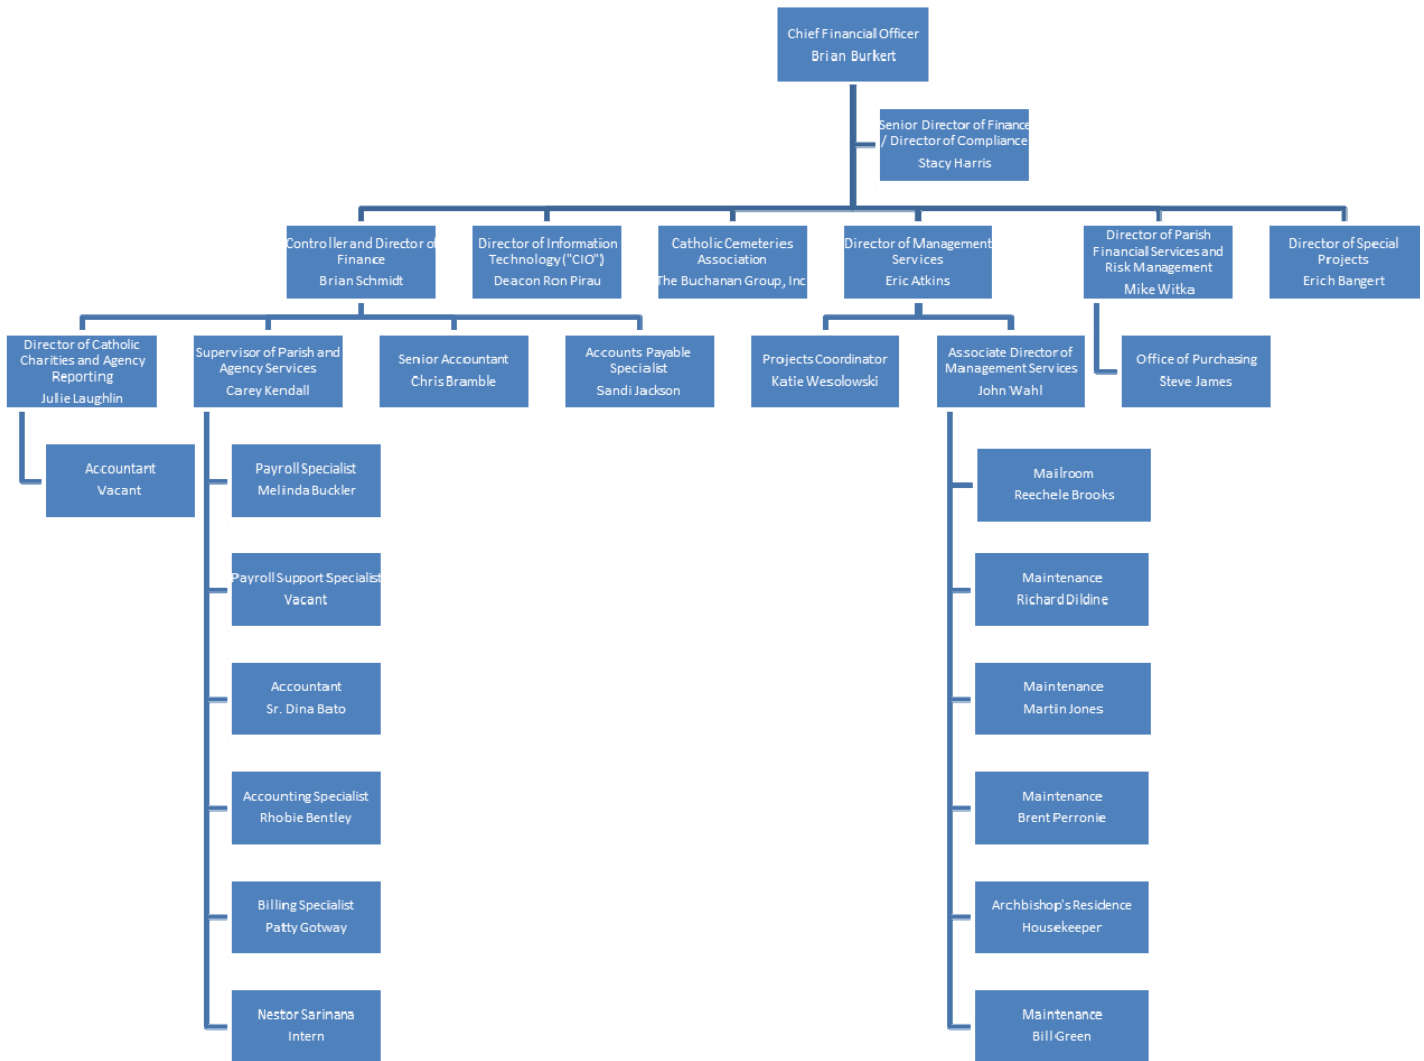 Chief Financial Officer
Brian Burkert
Senior Director of Finance
/ Director of Compliance
Stacy Harris
Controller and Director of
Finance
Brian Schmidt
Director of Information
Technology ("CIO")
Deacon Ron Pirau
Catholic Cemeteries
Association
The Buchanan Group, Inc
Director of Management
Services
Eric Atkins
Director of Parish
Financial Services and
Risk Management
Mike Witka
Director of Special
Projects
Erich Bangert
Director of Catholic
Charities and Agency
Reporting
Julie Laughlin
Supervisor of Parish and
Agency Services
Carey Kendall
Senior Accountant
Chris Bramble
Accounts Payable
Specialist
Sandi Jackson
Projects Coordinator
Katie Wesolowski
Associate Director of
Management Services
John Wahl
Office of Purchasing
Steve James
Accountant
Vacant
Payroll Specialist
Melinda Buckler
Payroll Support Specialist
Vacant
Accountant
Sr. Dina Bato
Accounting Specialist
Rhobie Bentley
Billing Specialist
Patty Gotway
Nestor Sarinana
Intern
Mailroom
Reechele Brooks
Maintenance
Richard Dildine
Maintenance
Martin Jones
Maintenance
Brent Perronie
Archbishop's Residence
Housekeeper
Maintenance
Bill Green